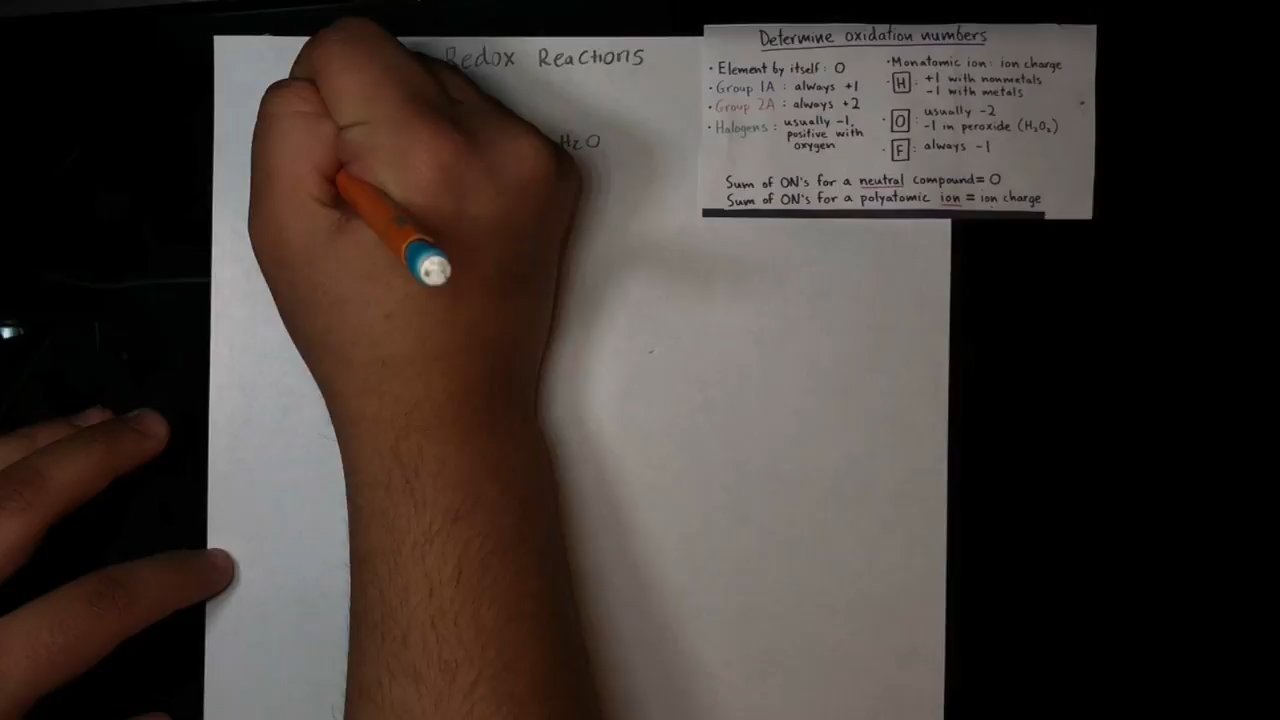 Redox Reactions
H₂O
Determine oxidation numbers
• Element by itself: 0
• Group 1A : always +1
• Group 2A : always +2
• Halogens : usually -1,
positive with
oxygen
• Monatomic ion: ion charge
• H : +1 with nonmetals
-1 with metals
• O : usually -2
-1 in peroxide (H₂O₂)
• F : always -1
Sum of ON's for a neutral compound = 0
Sum of ON's for a polyatomic ion = ion charge